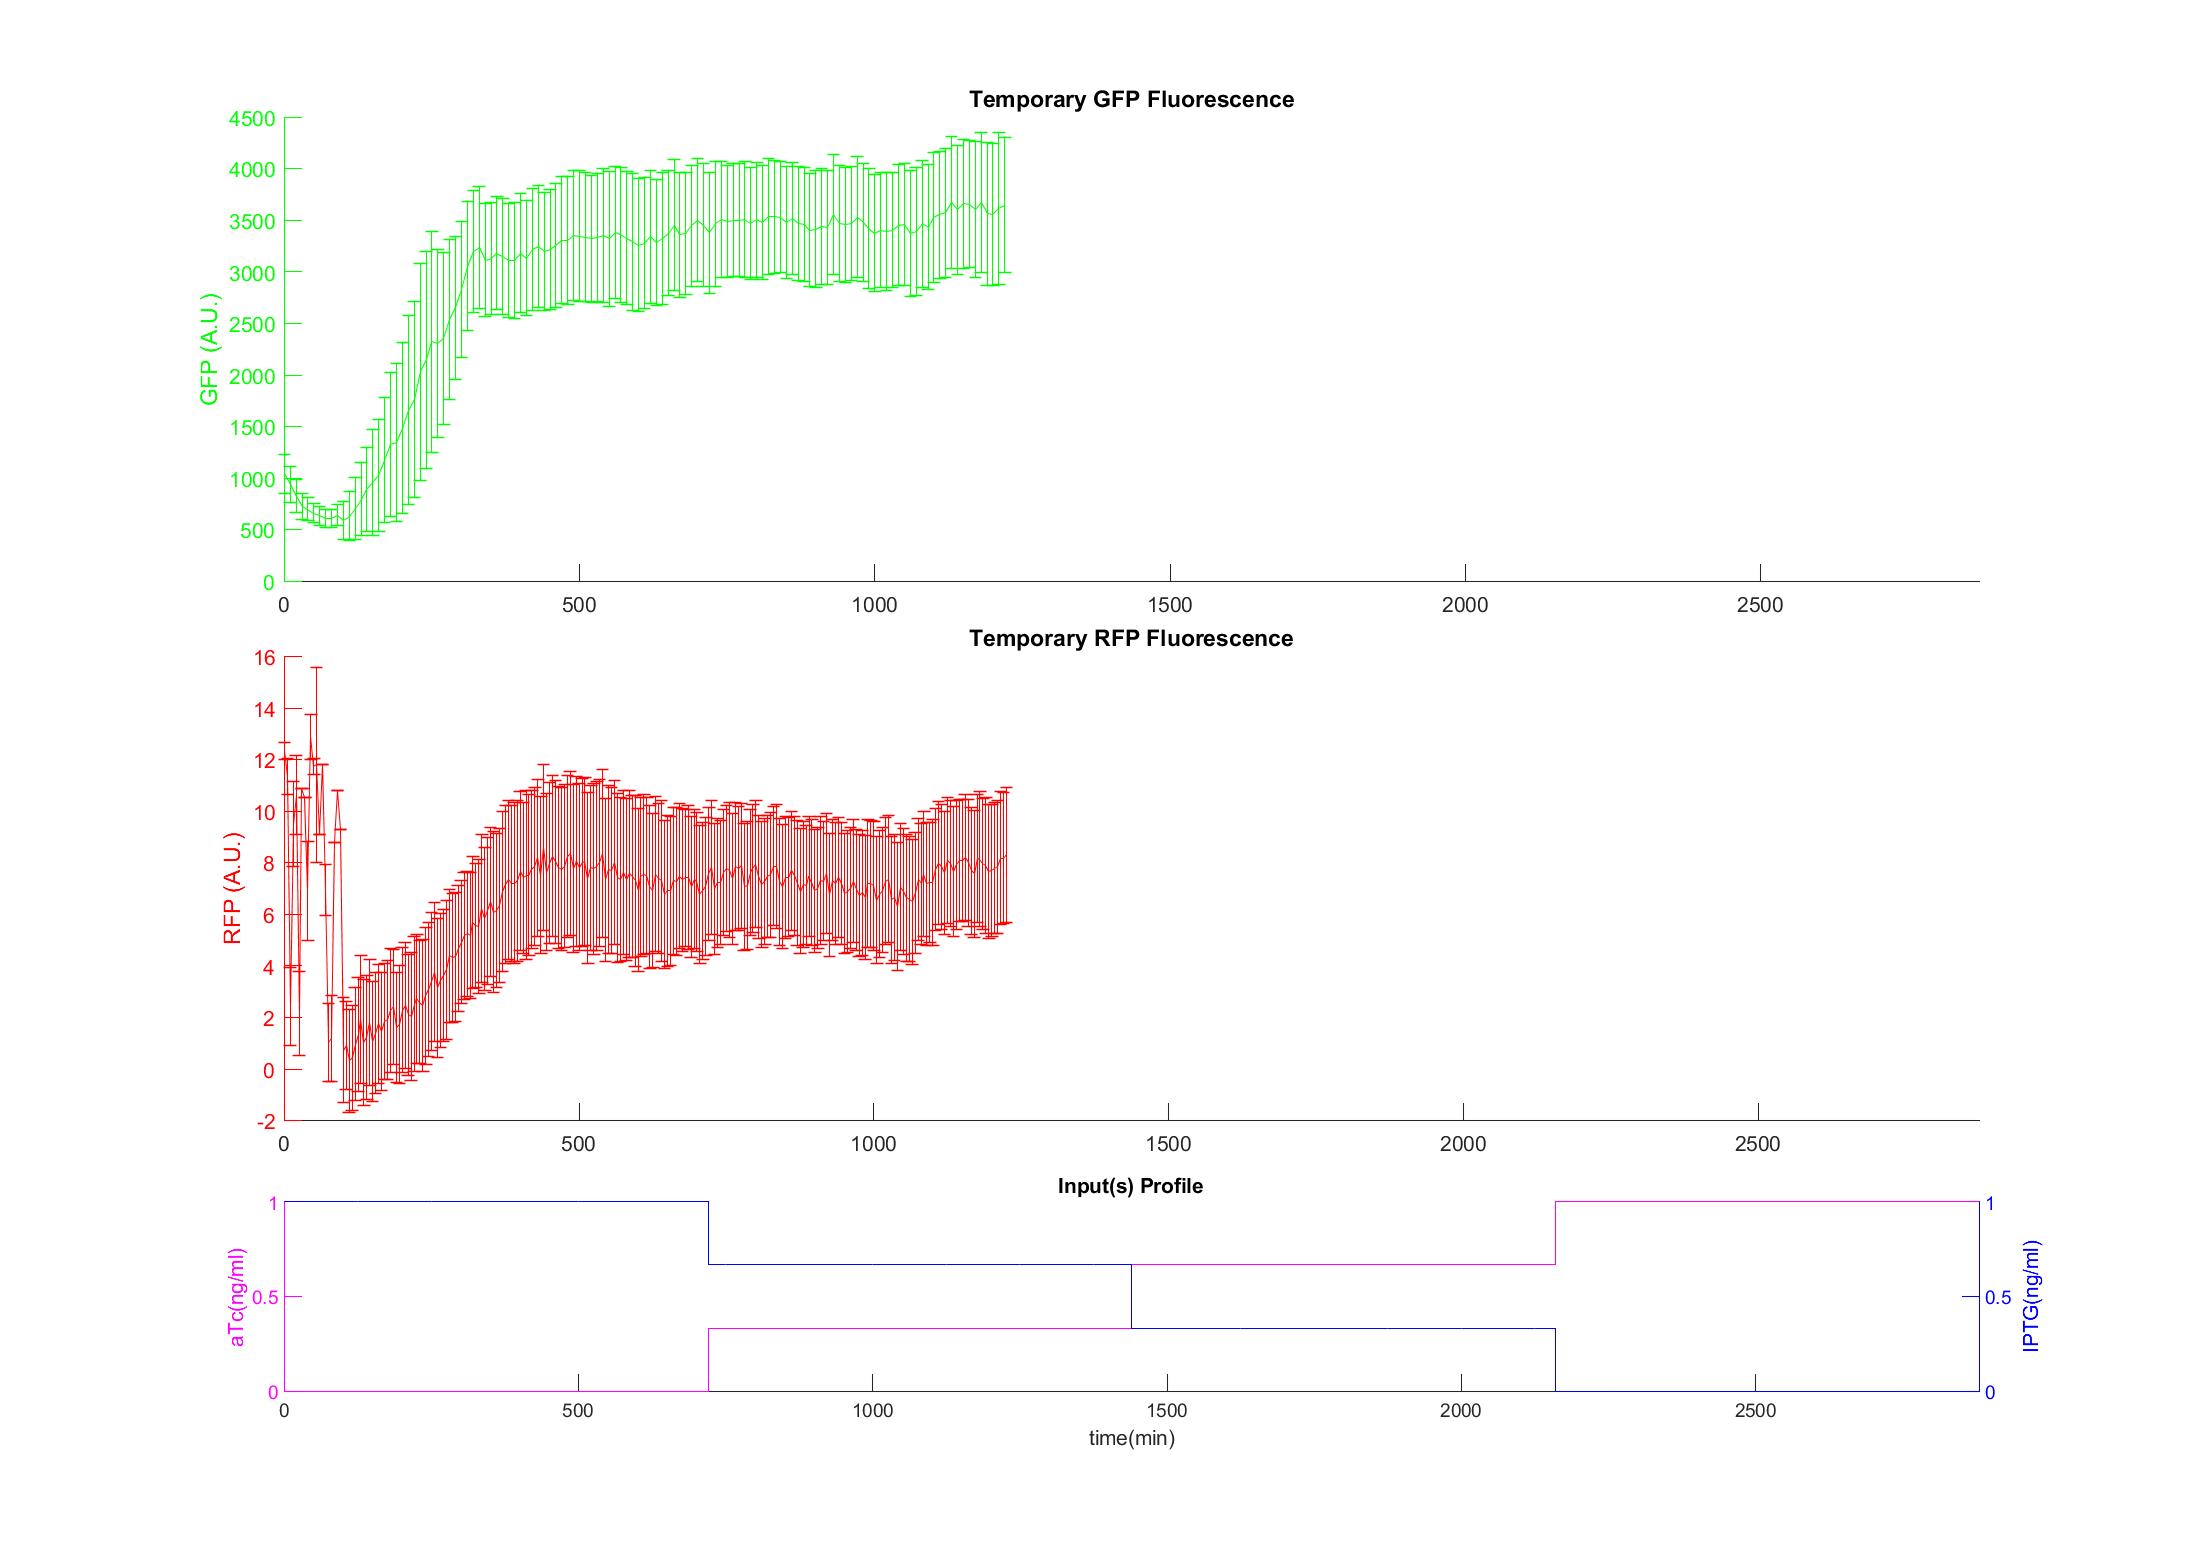 Temporary GFP Fluorescence
4500
4000
3500
3000
2500
2000
1500
1000
500
0
GFP (A.U.)
0 500 1000 1500 2000 2500
Temporary RFP Fluorescence
16
14
12
10
8
6
4
2
0
-2
RFP (A.U.)
0 500 1000 1500 2000 2500
Input(s) Profile
1
0.5
0
aTc(ng/ml)
1
0.5
0
IPTG(ng/ml)
0 500 1000 1500 2000 2500
time(min)